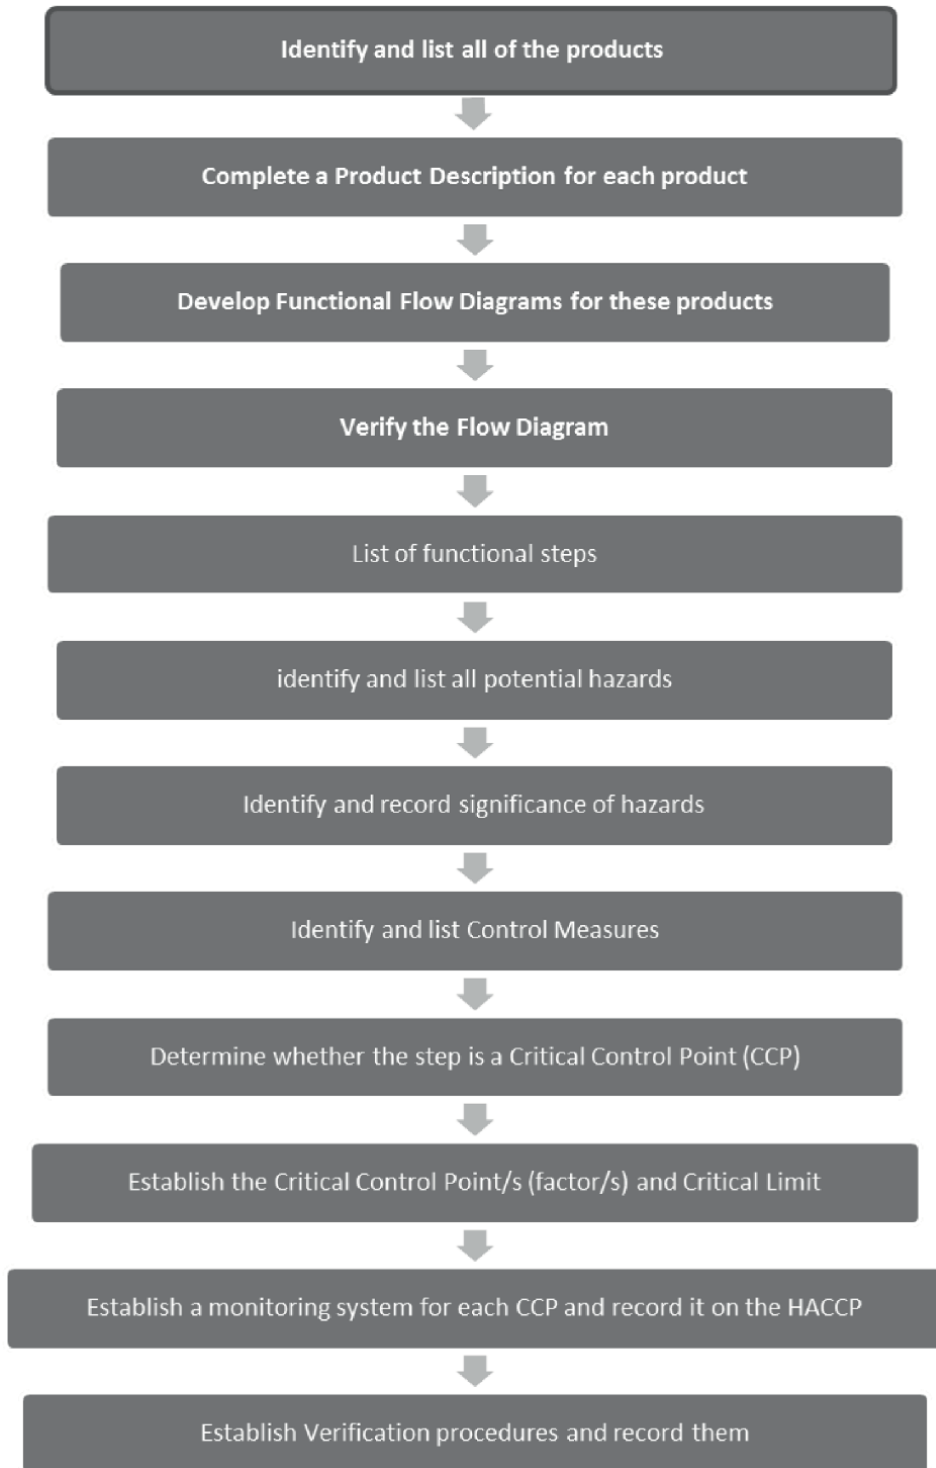 Identify and list all of the products
Complete a Product Description for each product
Develop Functional Flow Diagrams for these products
Verify the Flow Diagram
List of functional steps
identify and list all potential hazards
Identify and record significance of hazards
Identify and list Control Measures
Determine whether the step is a Critical Control Point (CCP)
Establish the Critical Control Point/s (factor/s) and Critical Limit
Establish a monitoring system for each CCP and record it on the HACCP
Establish Verification procedures and record them